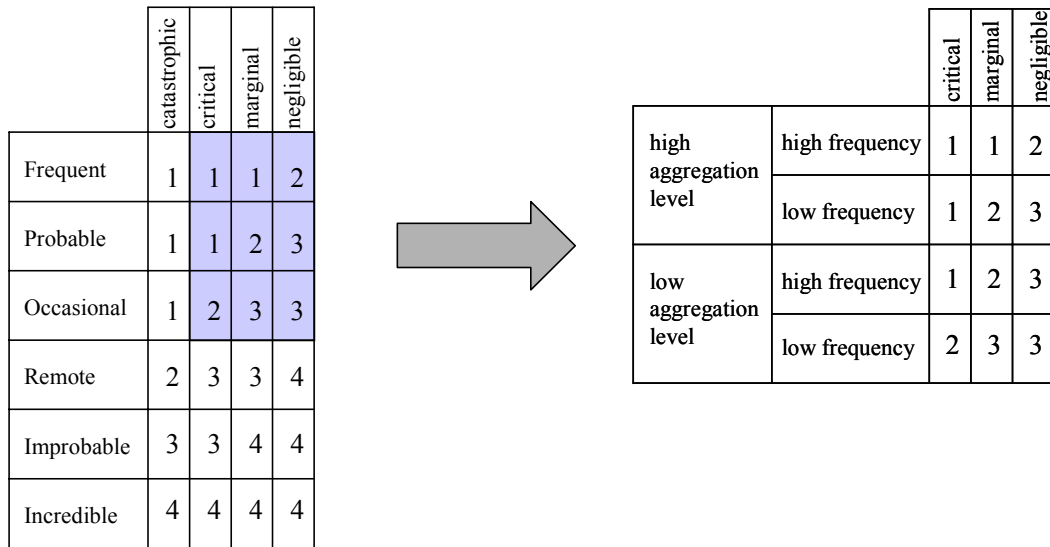 catastrophic critical marginal negligible
Frequent 1 1 1 2
Probable 1 1 2 3
Occasional 1 2 3 3
Remote 2 3 3 4
Improbable 3 3 4 4
Incredible 4 4 4 4
critical marginal negligible
high
aggregation
level
high frequency 1 1 2
low frequency 1 2 3
low
aggregation
level
high frequency 1 2 3
low frequency 2 3 3